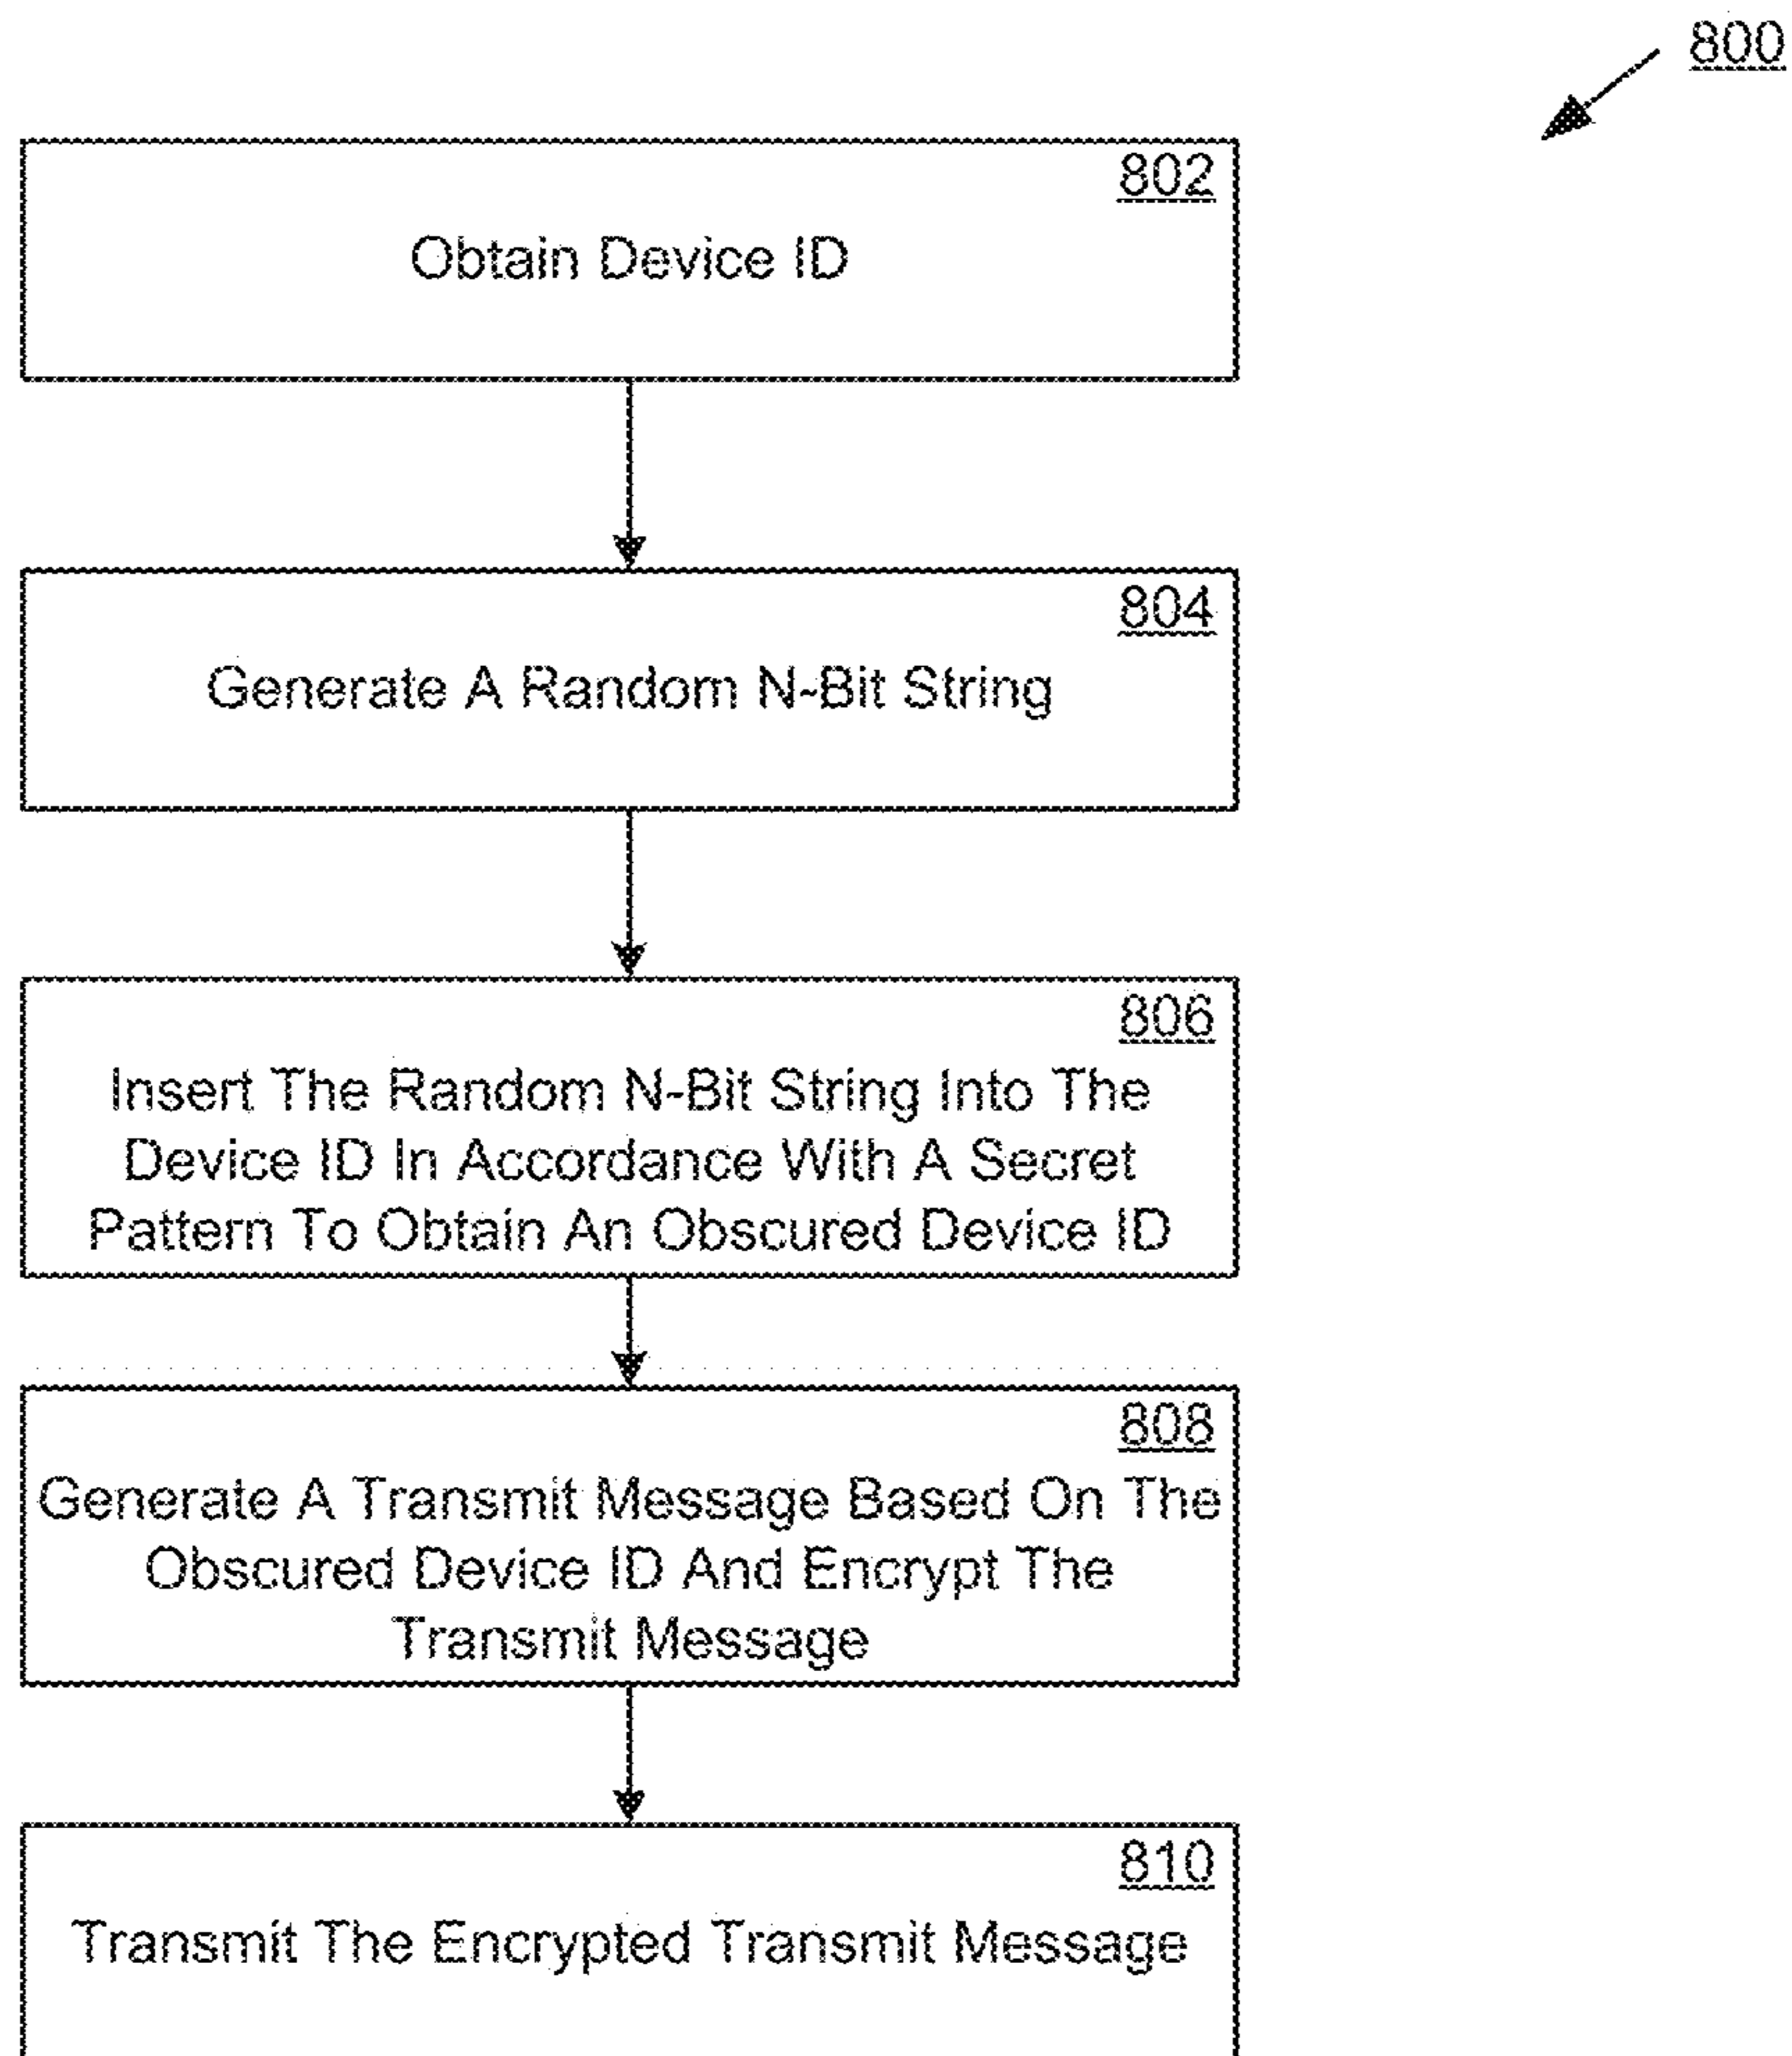 800
802
Obtain Device ID
804
Generate A Random N-Bit String
806
Insert The Random N-Bit String Into The
Device ID In Accordance With A Secret
Pattern To Obtain An Obscured Device ID
808
Generate A Transmit Message Based On The
Obscured Device ID And Encrypt The
Transmit Message
810
Transmit The Encrypted Transmit Message